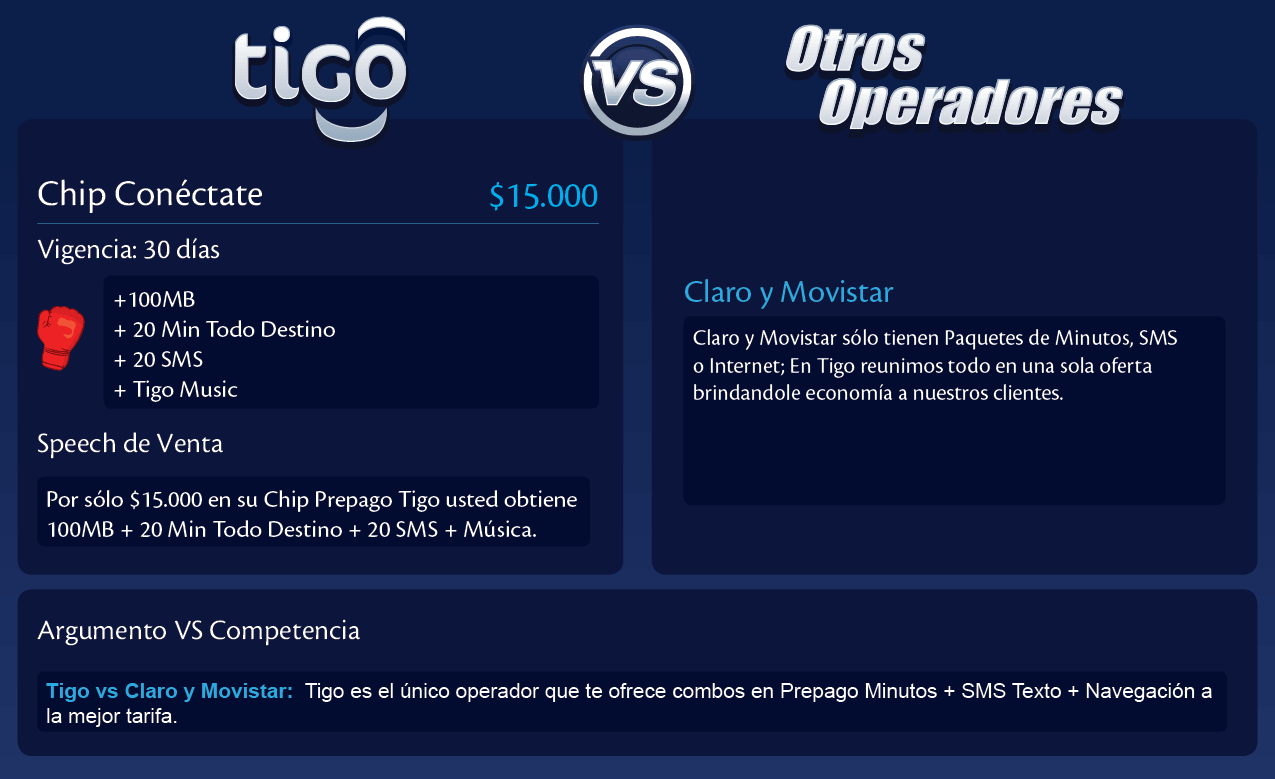 tigo
VS
Otros
Operadores
Chip Conéctate
$15.000
Vigencia: 30 días
+100MB
+ 20 Min Todo Destino
+ 20 SMS
+ Tigo Music
Speech de Venta
Por sólo $15.000 en su Chip Prepago Tigo usted obtiene
100MB + 20 Min Todo Destino + 20 SMS + Música.
Claro y Movistar
Claro y Movistar sólo tienen Paquetes de Minutos, SMS
o Internet; En Tigo reunimos todo en una sola oferta
brindandole economía a nuestros clientes.
Argumento VS Competencia
Tigo vs Claro y Movistar: Tigo es el único operador que te ofrece combos en Prepago Minutos + SMS Texto + Navegación a
la mejor tarifa.